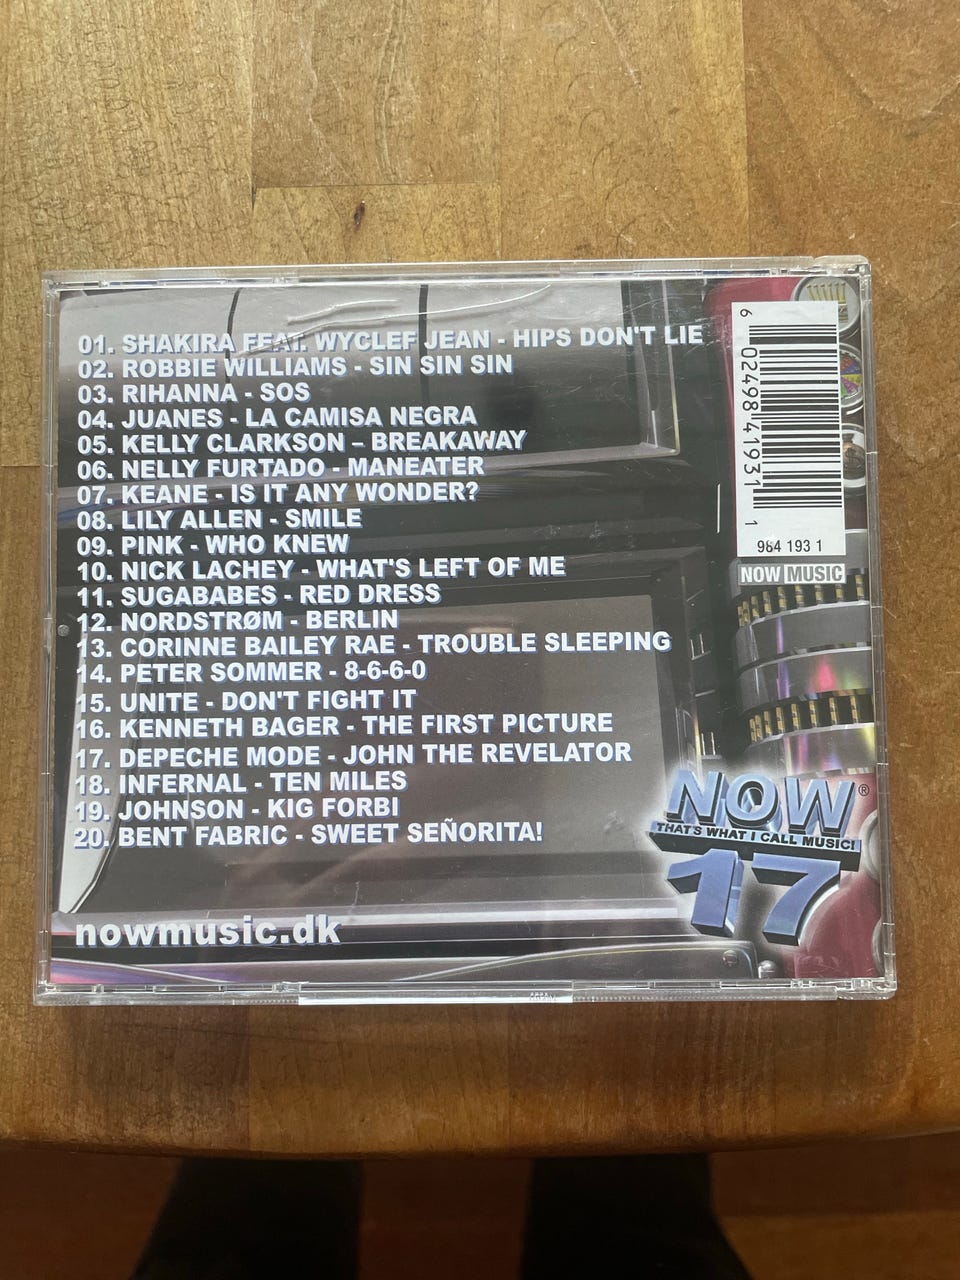 01. SHAKIRA FEAT. WYCLEF JEAN - HIPS DON'T LIE
02. ROBBIE WILLIAMS - SIN SIN SIN
03. RIHANNA - SOS
04. JUANES - LA CAMISA NEGRA
05. KELLY CLARKSON – BREAKAWAY
06. NELLY FURTADO - MANEATER
07. KEANE - IS IT ANY WONDER?
08. LILY ALLEN - SMILE
09. PINK - WHO KNEW
10. NICK LACHEY - WHAT'S LEFT OF ME
11. SUGABABES - RED DRESS
12. NORDSTRØM - BERLIN
13. CORINNE BAILEY RAE - TROUBLE SLEEPING
14. PETER SOMMER - 8-6-6-0
15. UNITE - DON'T FIGHT IT
16. KENNETH BAGER - THE FIRST PICTURE
17. DEPECHE MODE - JOHN THE REVELATOR
18. INFERNAL - TEN MILES
19. JOHNSON - KIG FORBI
20. BENT FABRIC - SWEET SEÑORITA!
nowmusic.dk
6 02498 41931 1
984 193 1
NOW MUSIC
NOW®
THAT'S WHAT I CALL MUSIC!
17